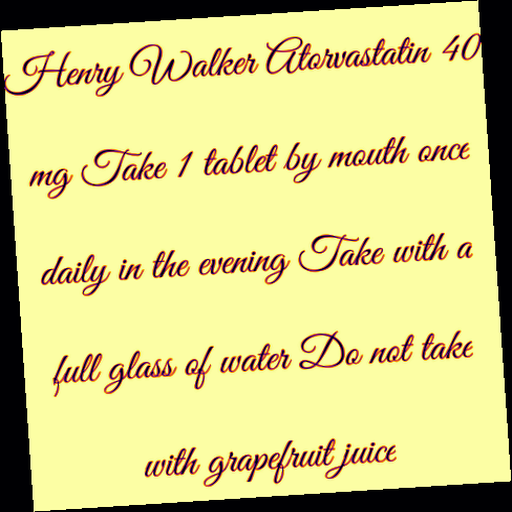 Henry Walker Atorvastatin 40
mg Take 1 tablet by mouth once
daily in the evening Take with a
full glass of water Do not take
with grapefruit juice